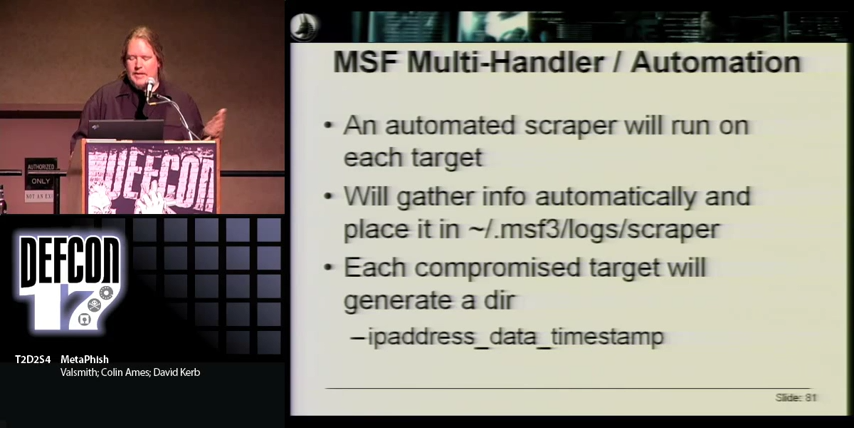 MSF Multi-Handler / Automation
• An automated scraper will run on
each target
• Will gather info automatically and
place it in ~/.msf3/logs/scraper
• Each compromised target will
generate a dir
–ipaddress_data_timestamp
Slide: 81
AUTHORIZED
ONLY
DEFCON
DEFCON
17
T2D2S4 MetaPhish
Valsmith; Colin Ames; David Kerb